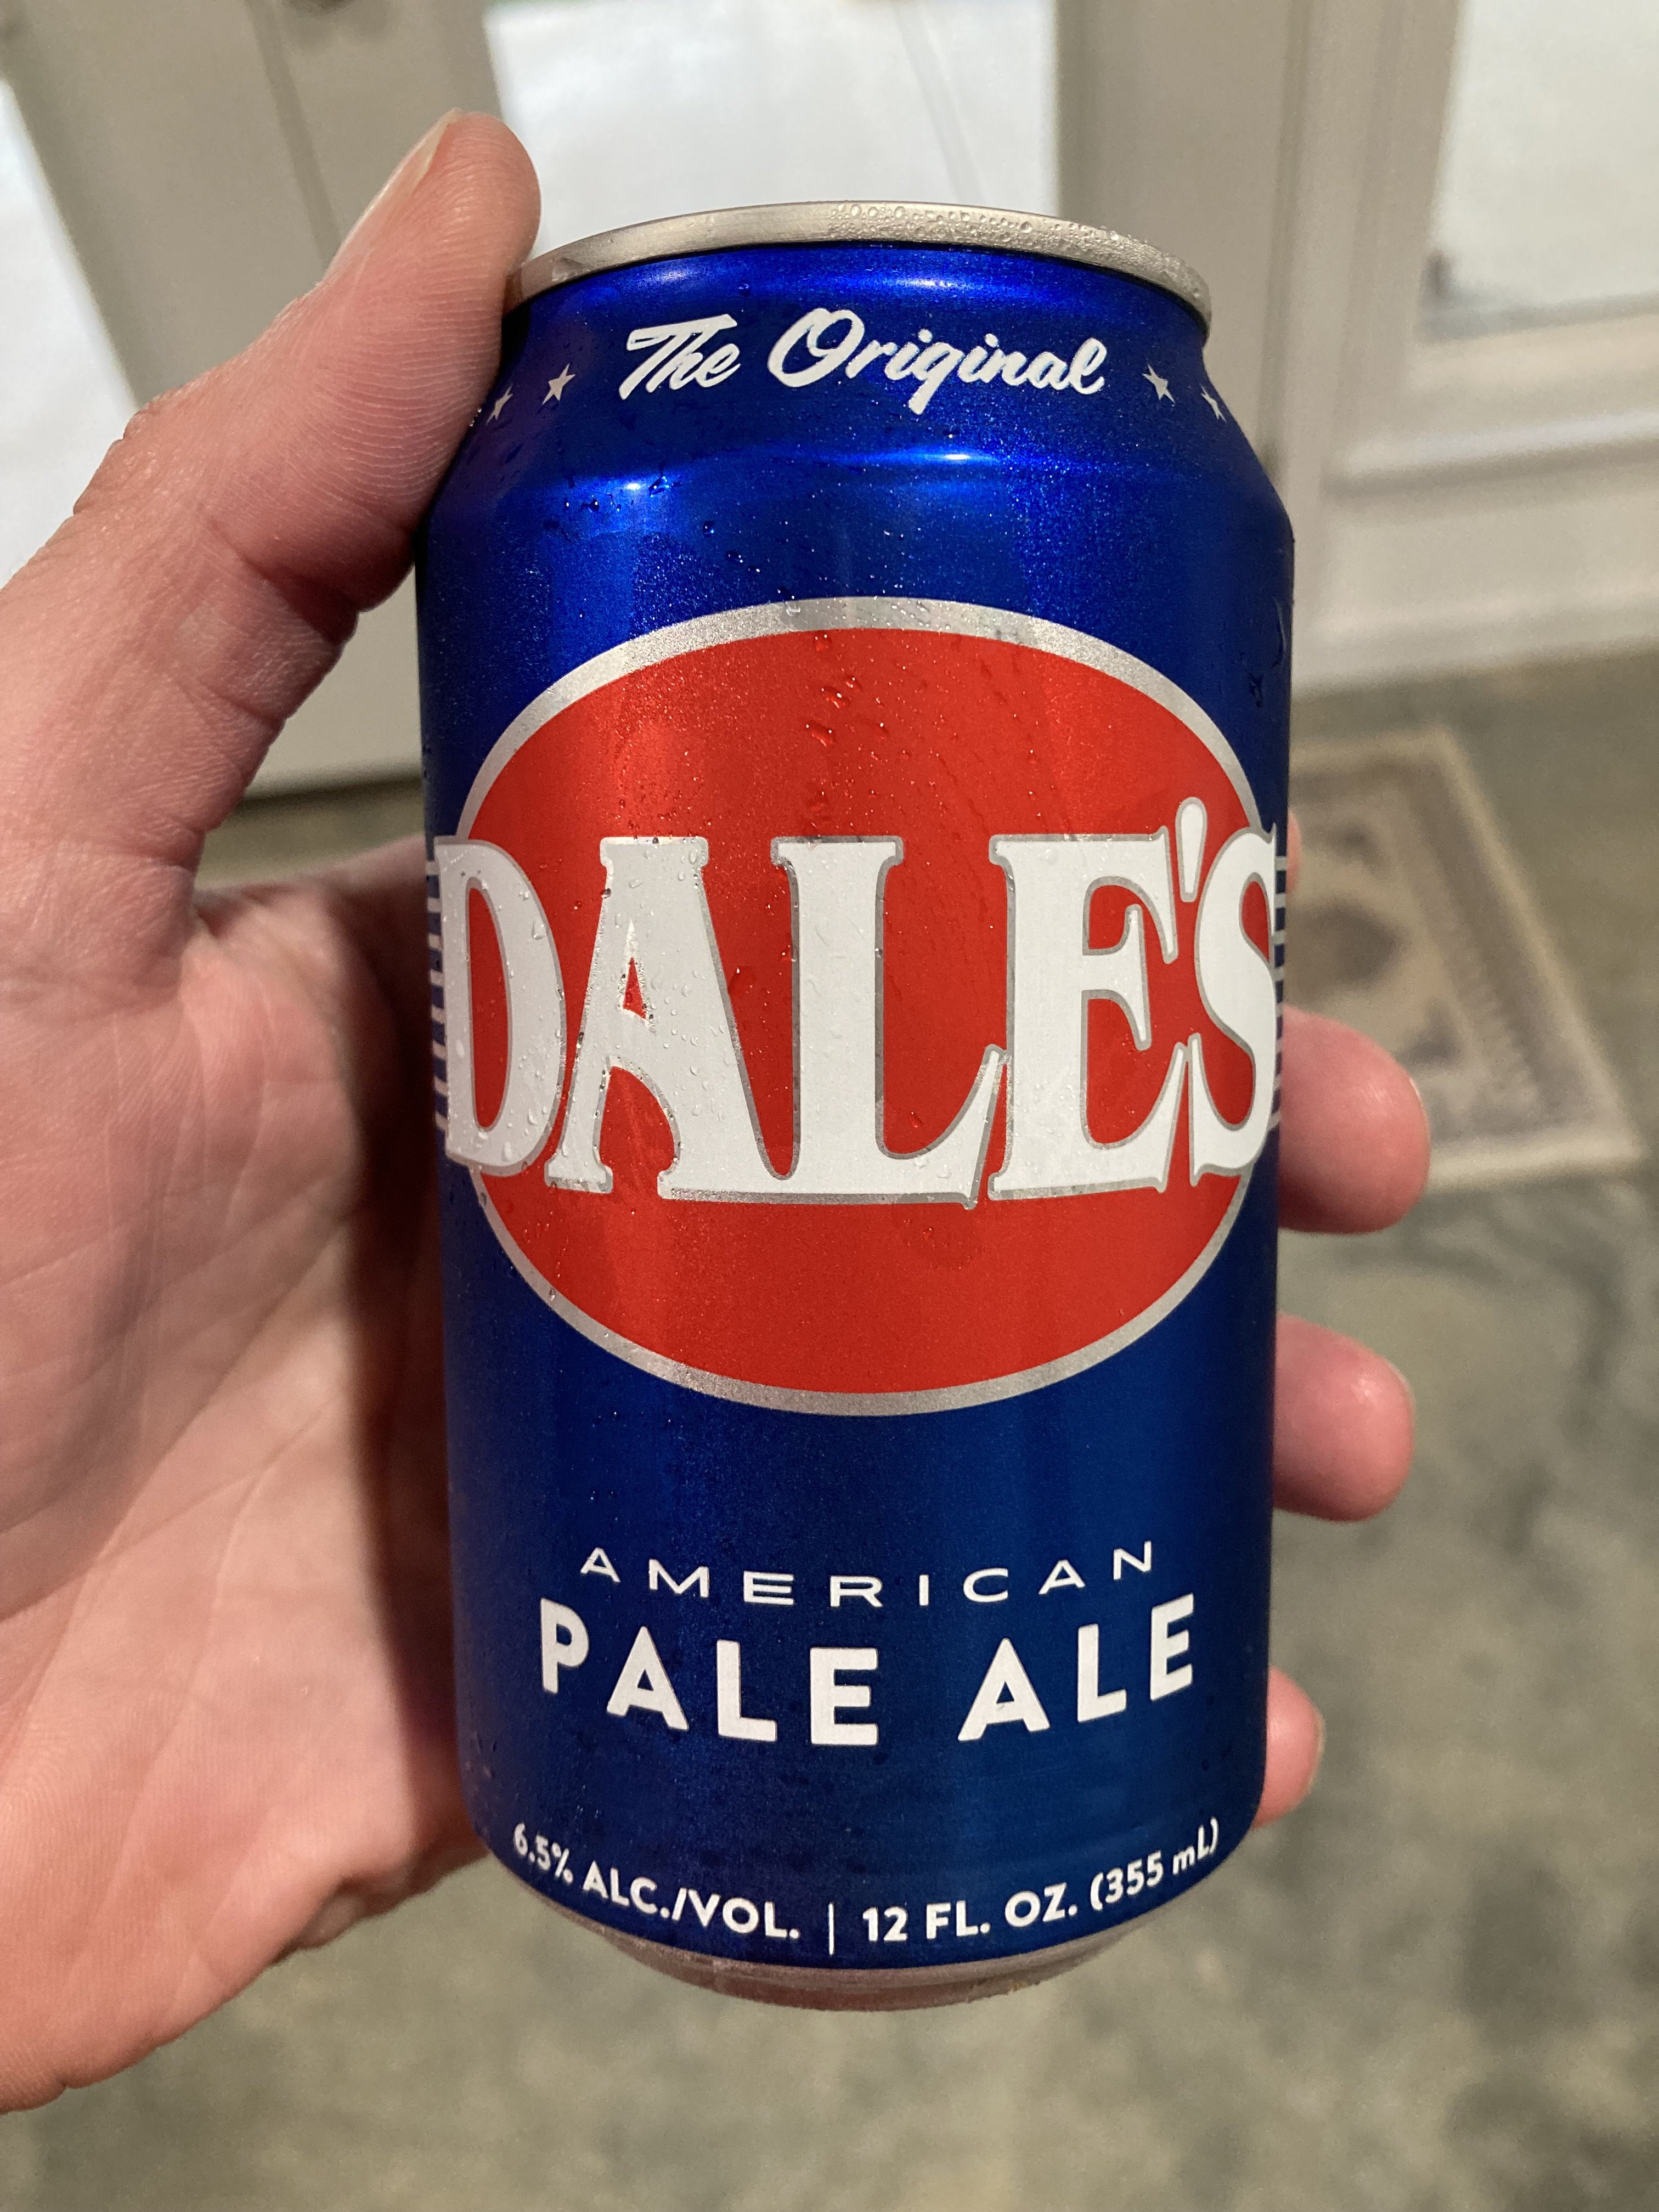 The Original
DALE'S
AMERICAN
PALE ALE
6.5% ALC./VOL. | 12 FL. OZ. (355 mL)